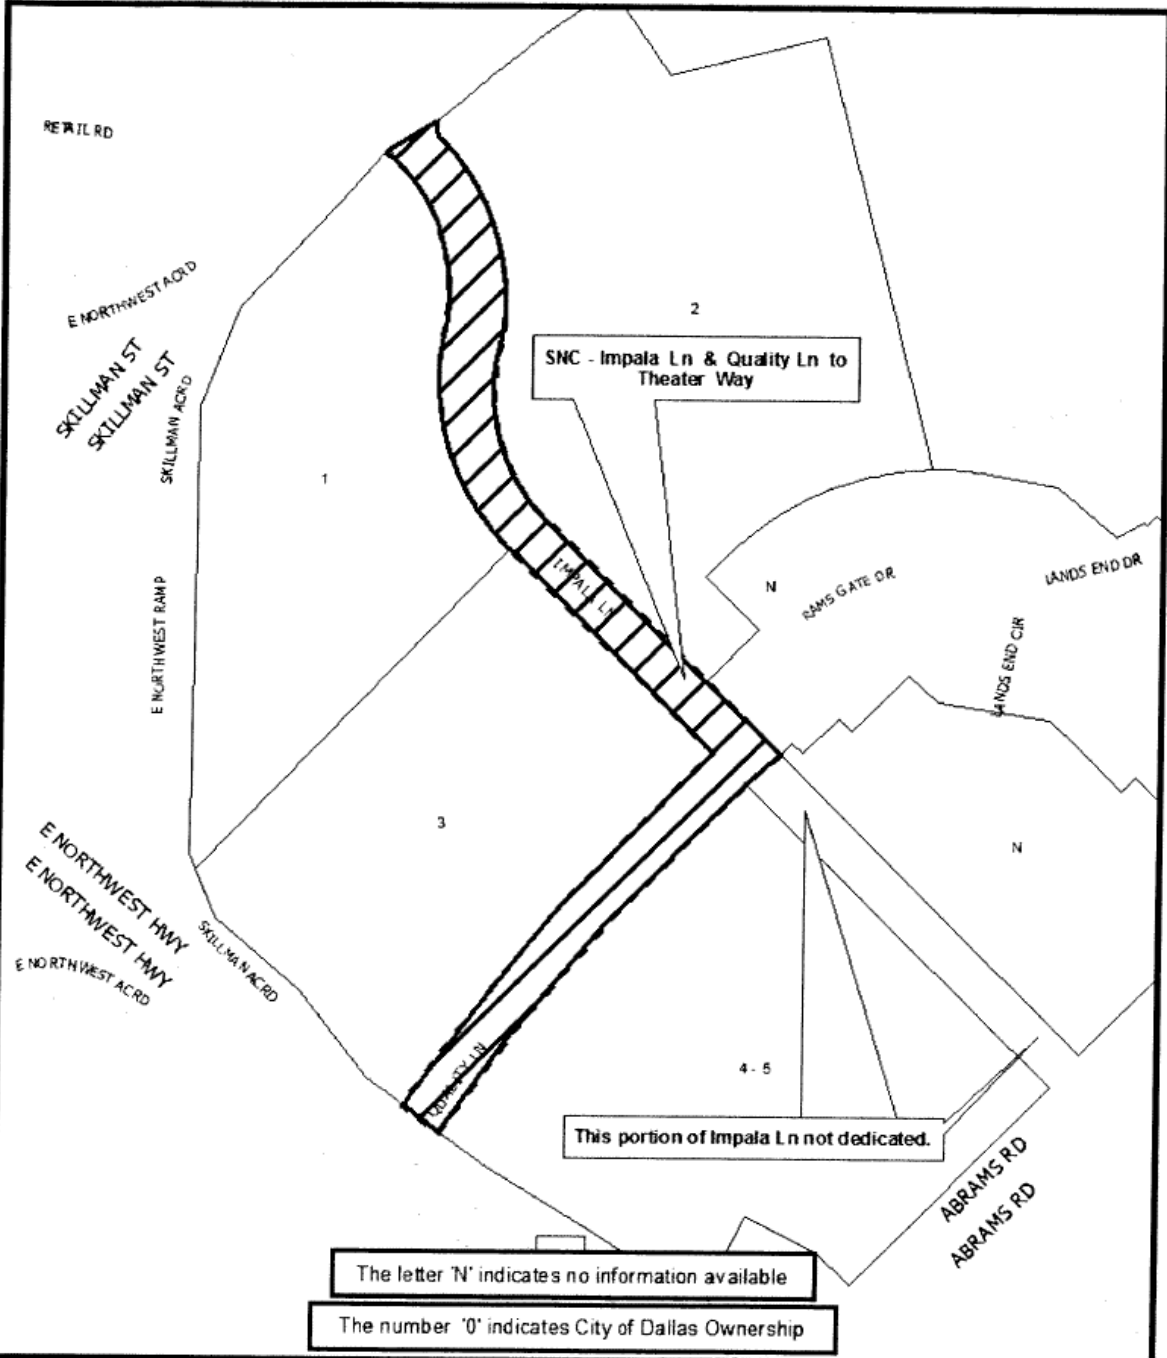 RETAIL RD
E NORTHWEST ACRD
SKILLMAN ST
SKILLMAN ST
SKILLMAN ACRD
2
SNC - Impala Ln & Quality Ln to
Theater Way
1
IMPALA LN
N
RAMSGATE DR
LANDS END DR
E NORTHWEST RAMP
LANDS END CIR
3
N
E NORTHWEST HWY
E NORTHWEST HWY
SKILLMAN ACRD
E NORTHWEST ACRD
QUALITY LN
4 - 5
This portion of Impala Ln not dedicated.
ABRAMS RD
ABRAMS RD
The letter 'N' indicates no information available
The number '0' indicates City of Dallas Ownership